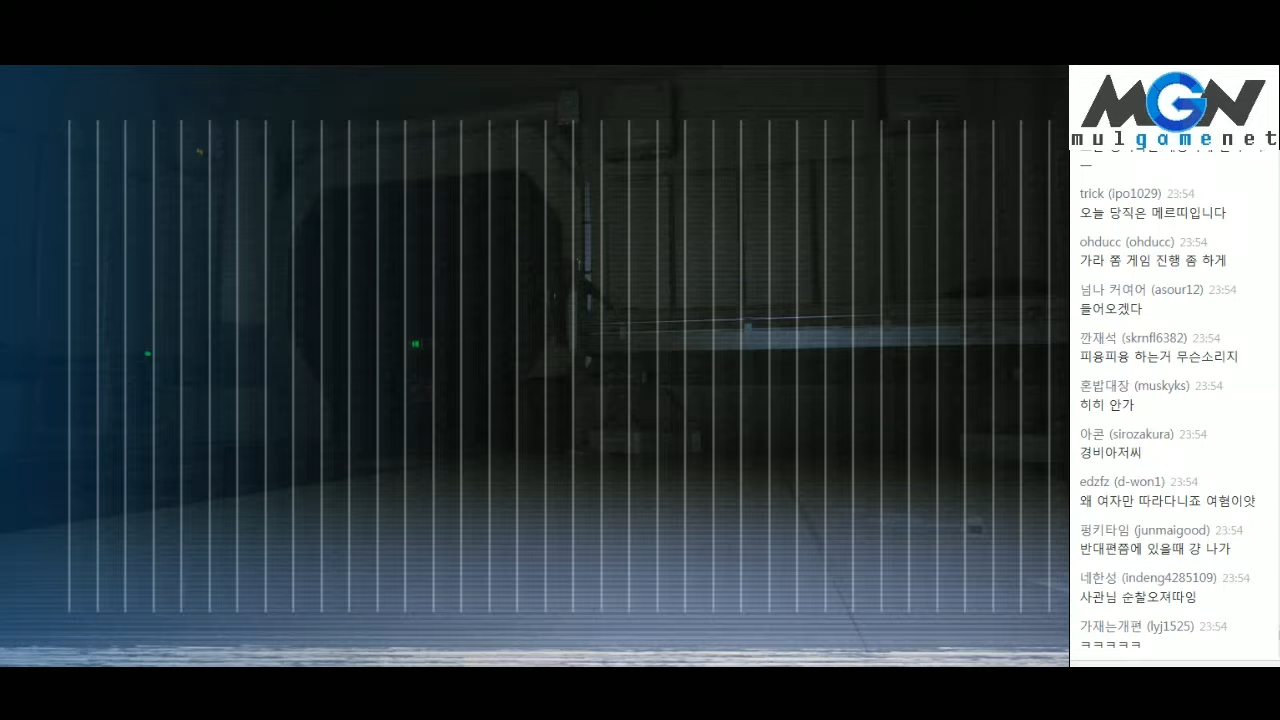 MGN
mulgamenet
trick (ipo1029) 23:54
오늘 당직은 메르띠입니다
ohducc (ohducc) 23:54
가라 쫌 게임 진행 좀 하게
넘나 커여어 (asour12) 23:54
들어오겠다
깐재석 (skrnfl6382) 23:54
피융피융 하는거 무슨소리지
혼밥대장 (muskyks) 23:54
히히 안가
아콘 (sirozakura) 23:54
경비아저씨
edzfz (d-won1) 23:54
왜 여자만 따라다니죠 여혐이얏
펑키타임 (junmaigood) 23:54
반대편쯤에 있을때 걍 나가
네한성 (indeng4285109) 23:54
사관님 순찰오져따잉
가재는개편 (lyj1525) 23:54
ㅋㅋㅋㅋㅋ